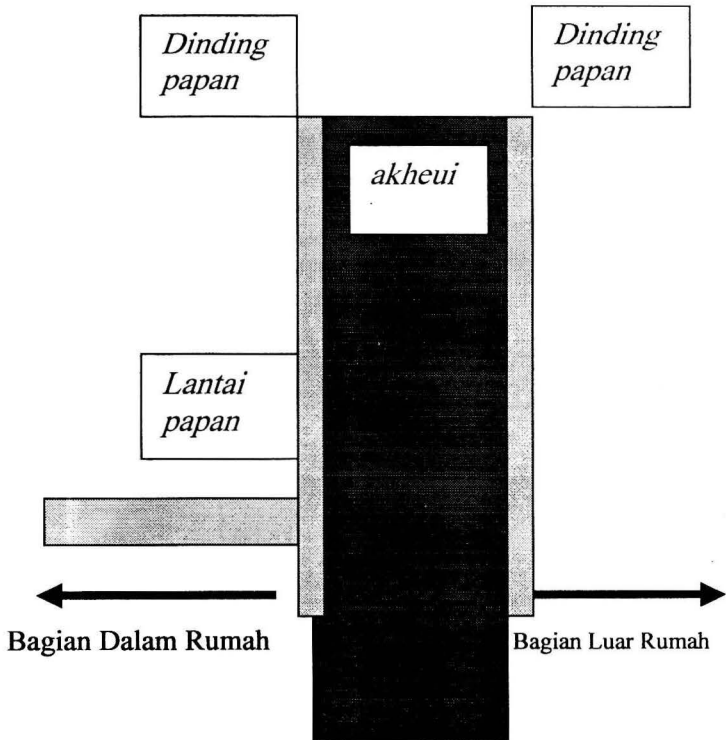 Dinding
papan
Dinding
papan
akheui
Lantai
papan
Bagian Dalam Rumah
Bagian Luar Rumah